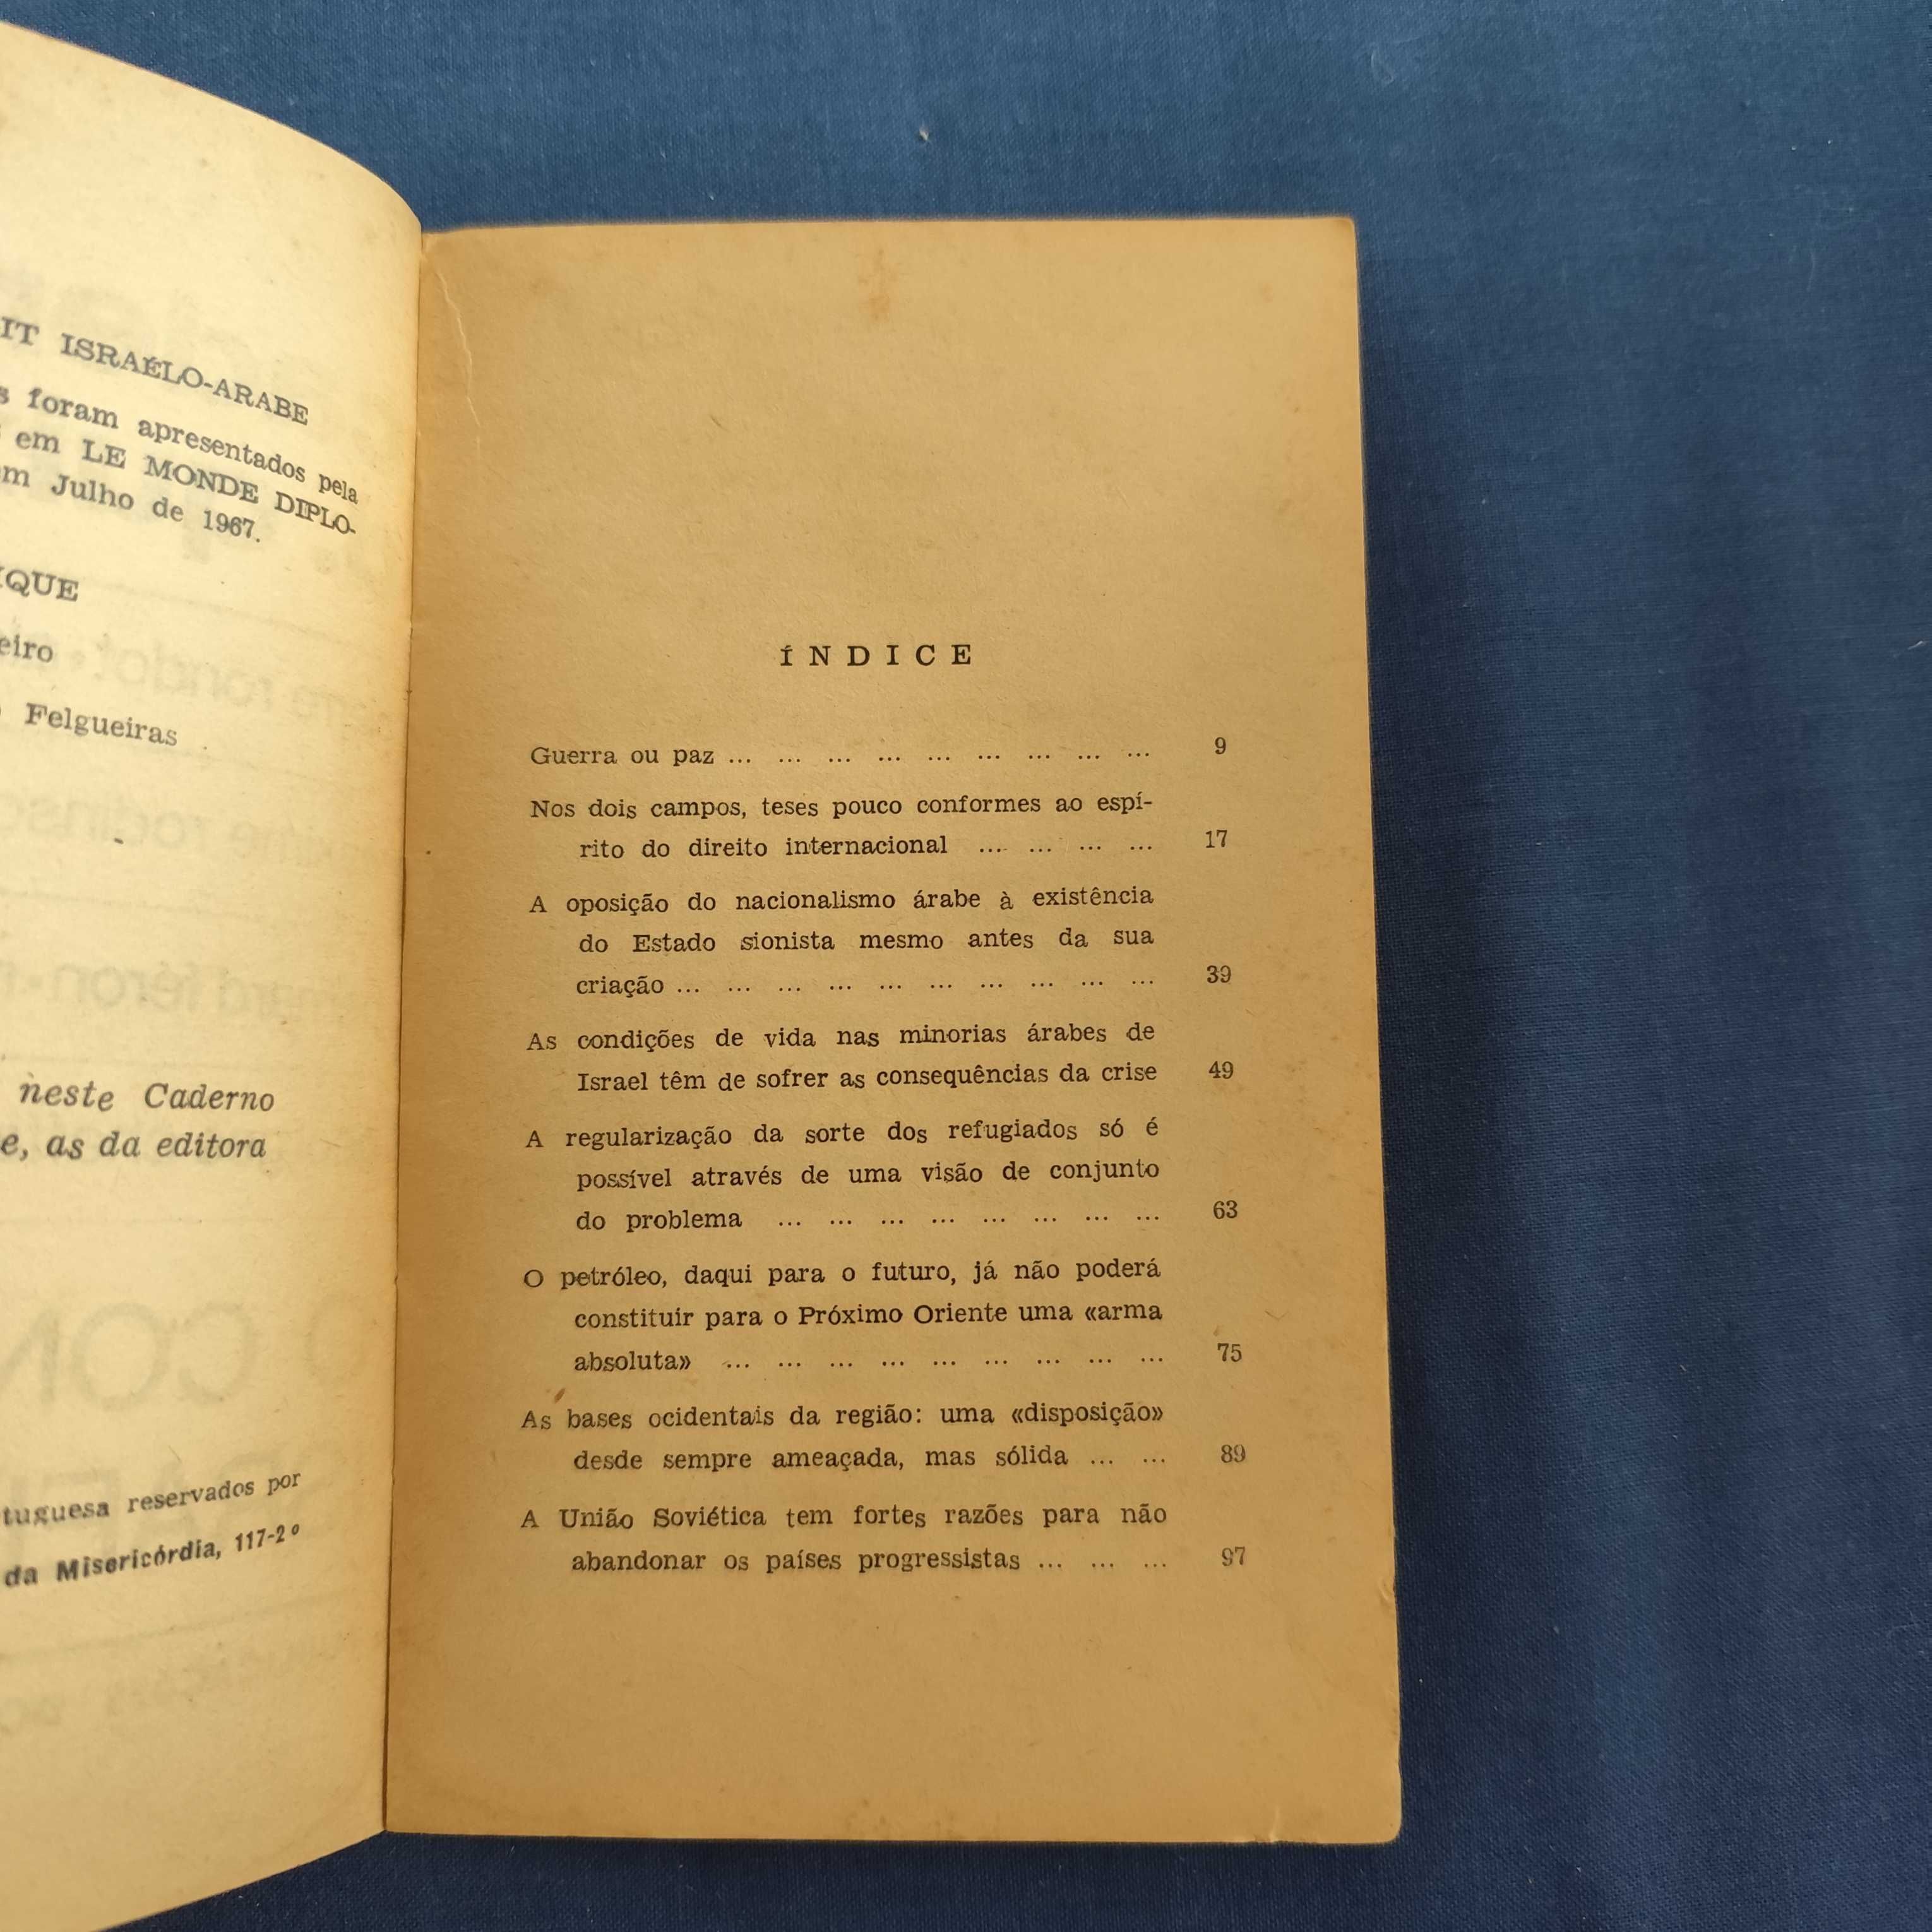 IT ISRAÉLO-ARABE
foram apresentados pela
em LE MONDE DIPLO-
Julho de 1967.
Felgueiras
neste Caderno
as da editora
reservados por
da Misericórdia, 117-2º
ÍNDICE
Guerra ou paz ... ... ... ... ... ... ... ... ... 9
Nos dois campos, teses pouco conformes ao espí-
rito do direito internacional ... ... ... ... 17
A oposição do nacionalismo árabe à existência
do Estado sionista mesmo antes da sua
criação ... ... ... ... ... ... ... ... ... ... 39
As condições de vida nas minorias árabes de
Israel têm de sofrer as consequências da crise 49
A regularização da sorte dos refugiados só é
possível através de uma visão de conjunto
do problema ... ... ... ... ... ... ... ... 63
O petróleo, daqui para o futuro, já não poderá
constituir para o Próximo Oriente uma «arma
absoluta» ... ... ... ... ... ... ... ... ... 75
As bases ocidentais da região: uma «disposição»
desde sempre ameaçada, mas sólida ... ... 89
A União Soviética tem fortes razões para não
abandonar os países progressistas ... ... ... 97